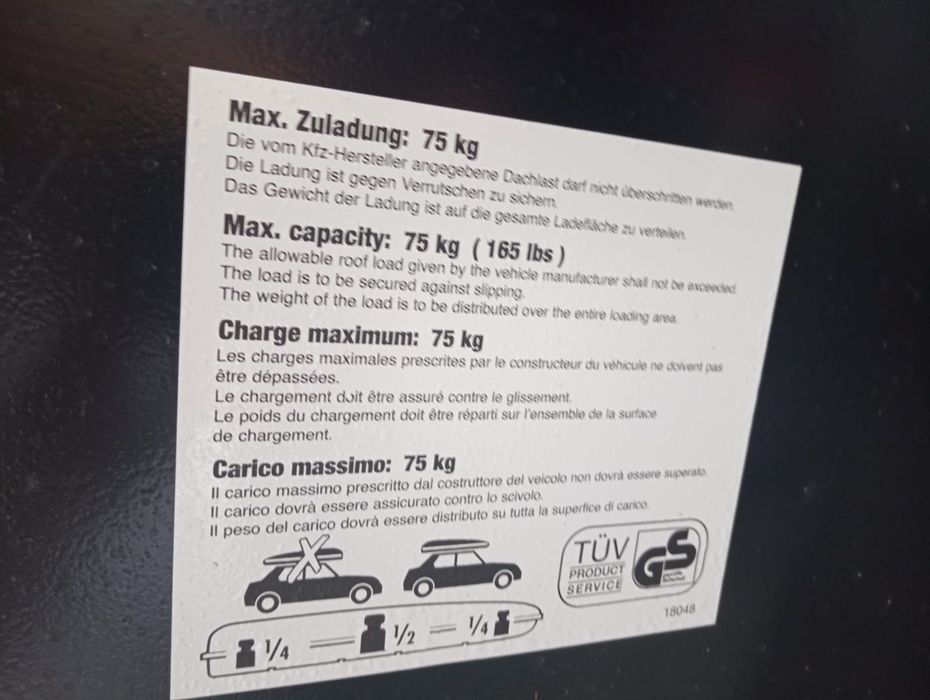 Max. Zuladung: 75 kg
Die vom Kfz-Hersteller angegebene Dachlast darf nicht überschritten werden.
Die Ladung ist gegen Verrutschen zu sichern.
Das Gewicht der Ladung ist auf die gesamte Ladefläche zu verteilen.
Max. capacity: 75 kg ( 165 lbs )
The allowable roof load given by the vehicle manufacturer shall not be exceeded.
The load is to be secured against slipping.
The weight of the load is to be distributed over the entire loading area.
Charge maximum: 75 kg
Les charges maximales prescrites par le constructeur du véhicule ne doivent pas
être dépassées.
Le chargement doit être assuré contre le glissement.
Le poids du chargement doit être réparti sur l'ensemble de la surface
de chargement.
Carico massimo: 75 kg
Il carico massimo prescritto dal costruttore del veicolo non dovrà essere superato.
Il carico dovrà essere assicurato contro lo scivolo.
Il peso del carico dovrà essere distributo su tutta la superfice di carico.
TÜV
PRODUCT
SERVICE
GS
18048
1/4 = 1/2 = 1/4